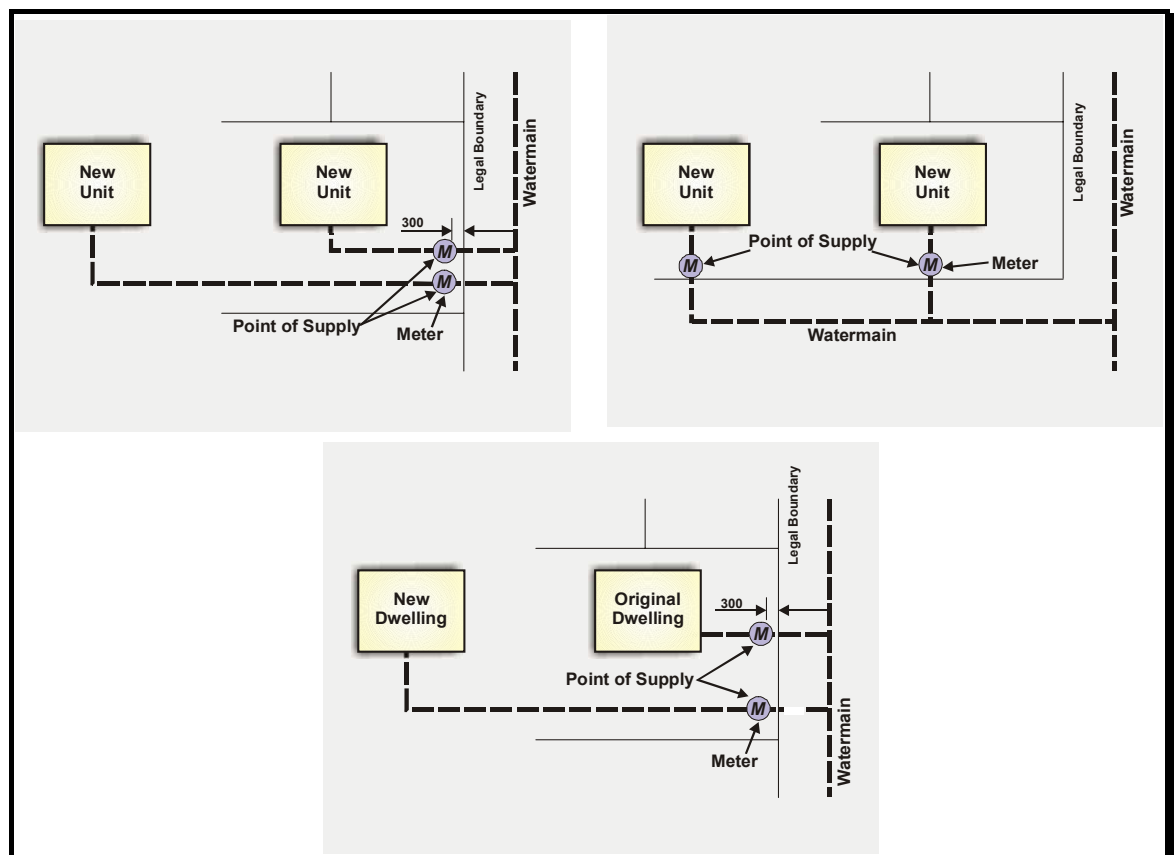 New
Unit
New
Unit
Legal Boundary
Watermain
300
M
M
Point of Supply
Meter
New
Unit
New
Unit
Legal Boundary
Watermain
Point of Supply
M
M
Meter
Watermain
New
Dwelling
Original
Dwelling
Legal Boundary
300
M
Point of Supply
M
Meter
Watermain